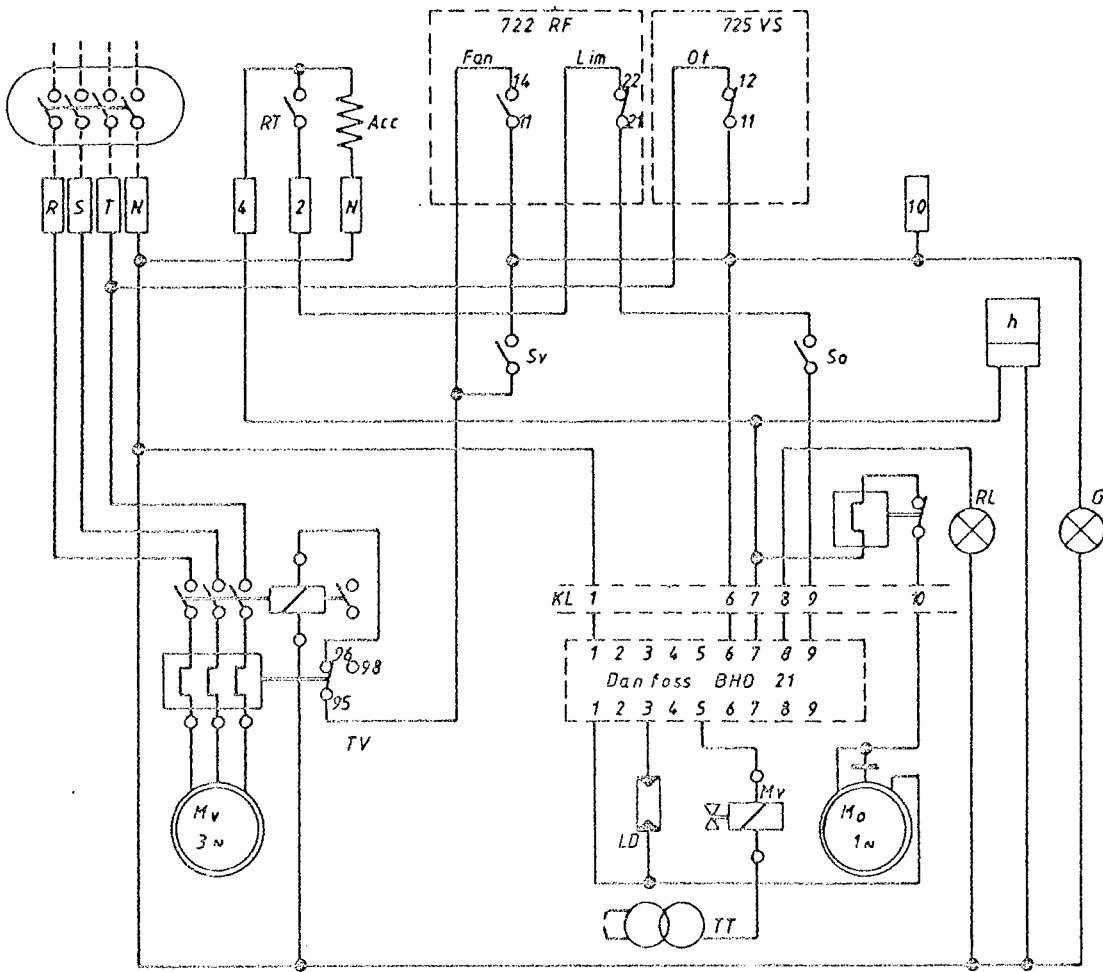 722 RF
725 VS
Fan
Lim
Ot
14
22
12
RT
Acc
11
21
11
R
S
T
N
4
2
N
10
h
Sv
So
RL
KL
1
6
7
8
9
10
96
98
95
1 2 3 4 5 6 7 8 9
Danfoss BHO 21
1 2 3 4 5 6 7 8 9
TV
Mv
3~
LD
Mv
Mo
1~
TT